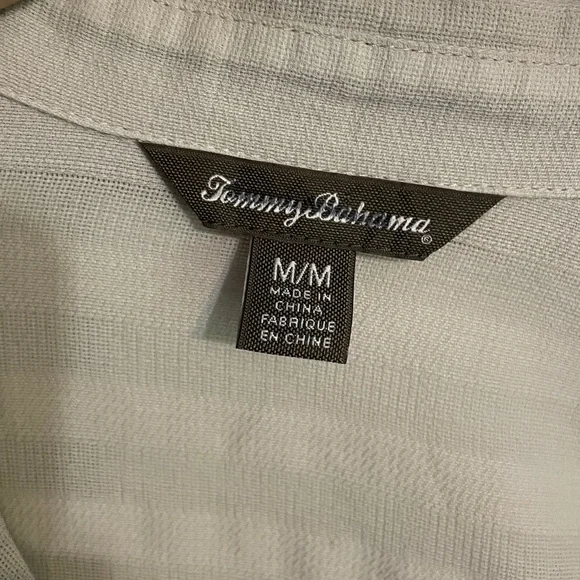 Tommy Bahama®
M/M
MADE IN
CHINA
FABRIQUE
EN CHINE